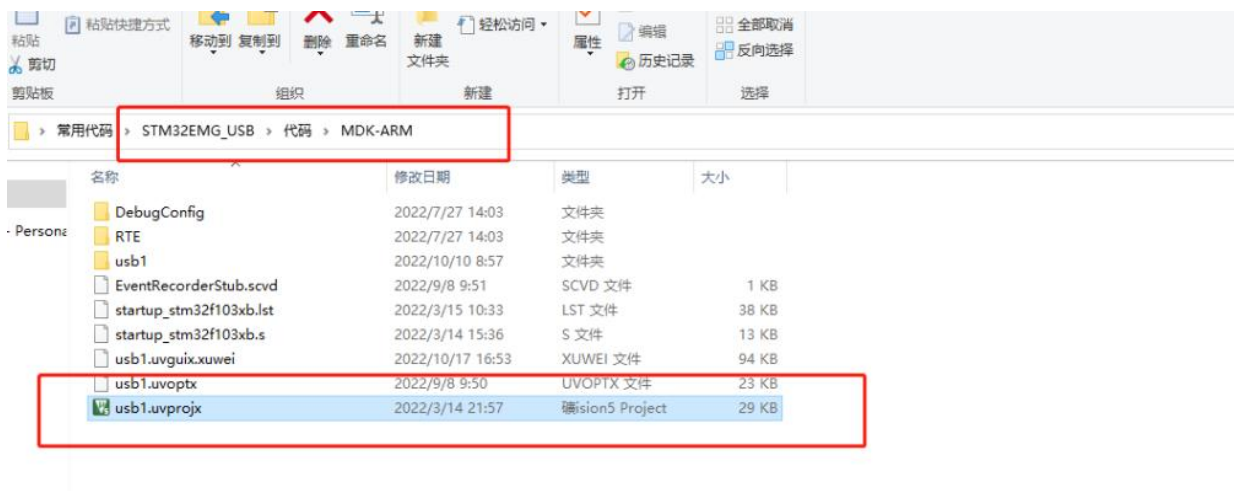 粘贴快捷方式
轻松访问
编辑
全部取消
粘贴
移动到 复制到 删除 重命名 新建
属性
反向选择
剪切
文件夹
历史记录
剪贴板 组织 新建 打开 选择
› 常用代码 › STM32EMG_USB › 代码 › MDK-ARM
名称 修改日期 类型 大小
DebugConfig 2022/7/27 14:03 文件夹
- Persona RTE 2022/7/27 14:03 文件夹
usb1 2022/10/10 8:57 文件夹
EventRecorderStub.scvd 2022/9/8 9:51 SCVD 文件 1 KB
startup_stm32f103xb.lst 2022/3/15 10:33 LST 文件 38 KB
startup_stm32f103xb.s 2022/3/14 15:36 S 文件 13 KB
usb1.uvguix.xuwei 2022/10/17 16:53 XUWEI 文件 94 KB
usb1.uvoptx 2022/9/8 9:50 UVOPTX 文件 23 KB
usb1.uvprojx 2022/3/14 21:57 礦ision5 Project 29 KB